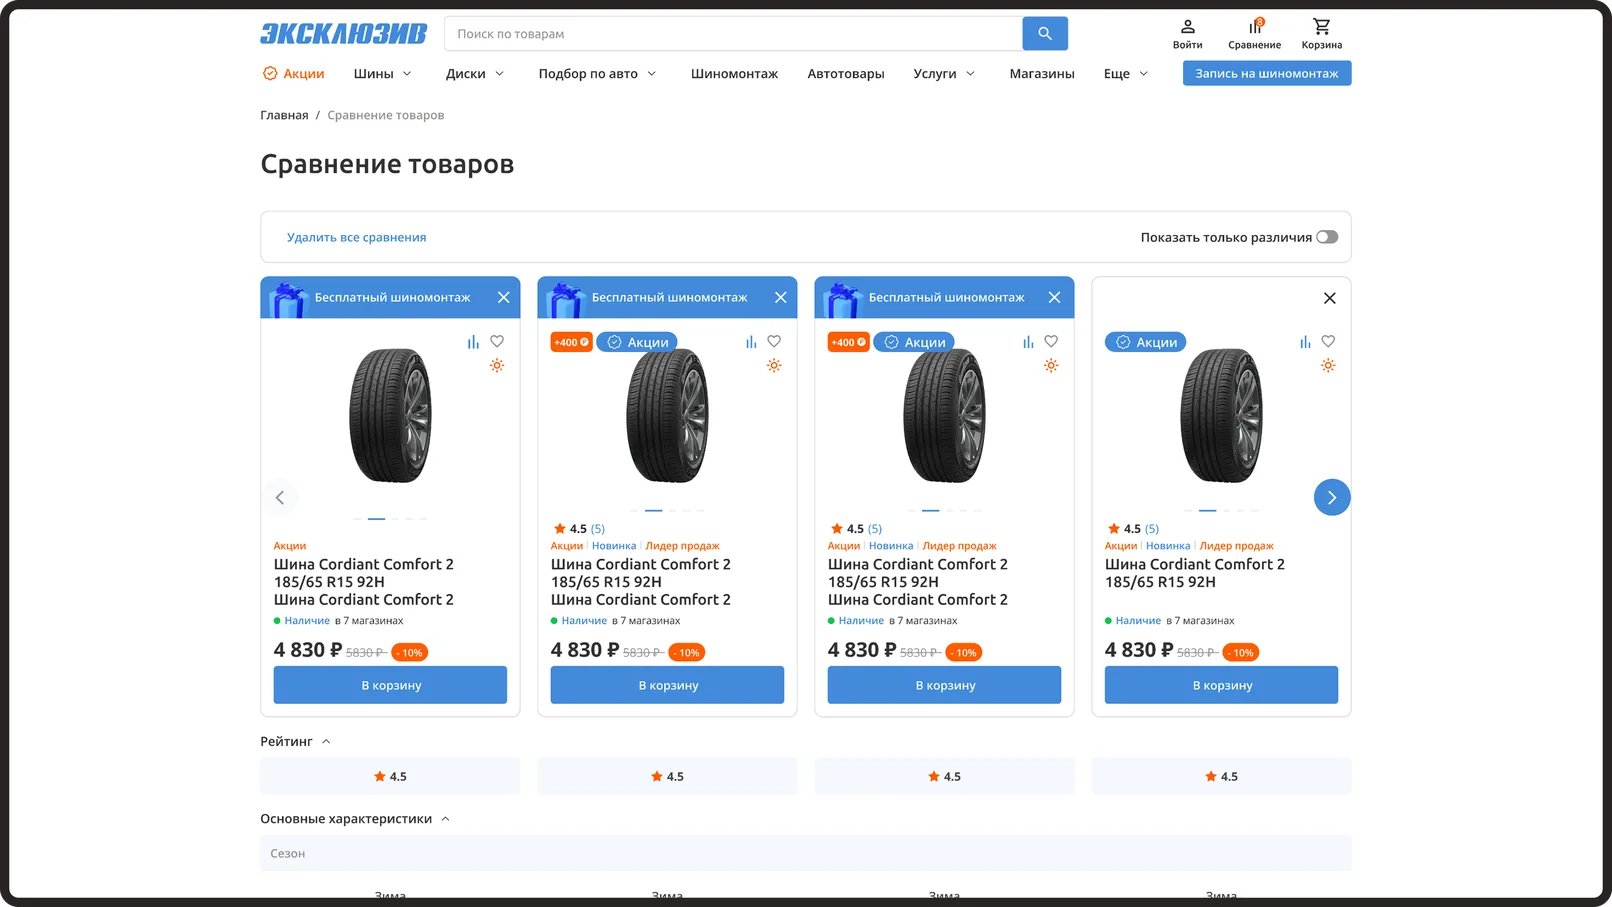 ЭКСКЛЮЗИВ
Поиск по товарам
Войти
8
Сравнение
Корзина
Акции
Шины
Диски
Подбор по авто
Шиномонтаж
Автотовары
Услуги
Магазины
Еще
Запись на шиномонтаж
Главная / Сравнение товаров
Сравнение товаров
Удалить все сравнения
Показать только различия
Бесплатный шиномонтаж
Акции
Шина Cordiant Comfort 2
185/65 R15 92H
Шина Cordiant Comfort 2
Наличие в 7 магазинах
4 830 ₽ 5830 ₽ - 10%
В корзину
Бесплатный шиномонтаж
+400 ₽ Акции
4.5 (5)
Акции | Новинка | Лидер продаж
Шина Cordiant Comfort 2
185/65 R15 92H
Шина Cordiant Comfort 2
Наличие в 7 магазинах
4 830 ₽ 5830 ₽ - 10%
В корзину
Бесплатный шиномонтаж
+400 ₽ Акции
4.5 (5)
Акции | Новинка | Лидер продаж
Шина Cordiant Comfort 2
185/65 R15 92H
Шина Cordiant Comfort 2
Наличие в 7 магазинах
4 830 ₽ 5830 ₽ - 10%
В корзину
Акции
4.5 (5)
Акции | Новинка | Лидер продаж
Шина Cordiant Comfort 2
185/65 R15 92H
Наличие в 7 магазинах
4 830 ₽ 5830 ₽ - 10%
В корзину
Рейтинг
4.5
4.5
4.5
4.5
Основные характеристики
Сезон
Зима
Зима
Зима
Зима